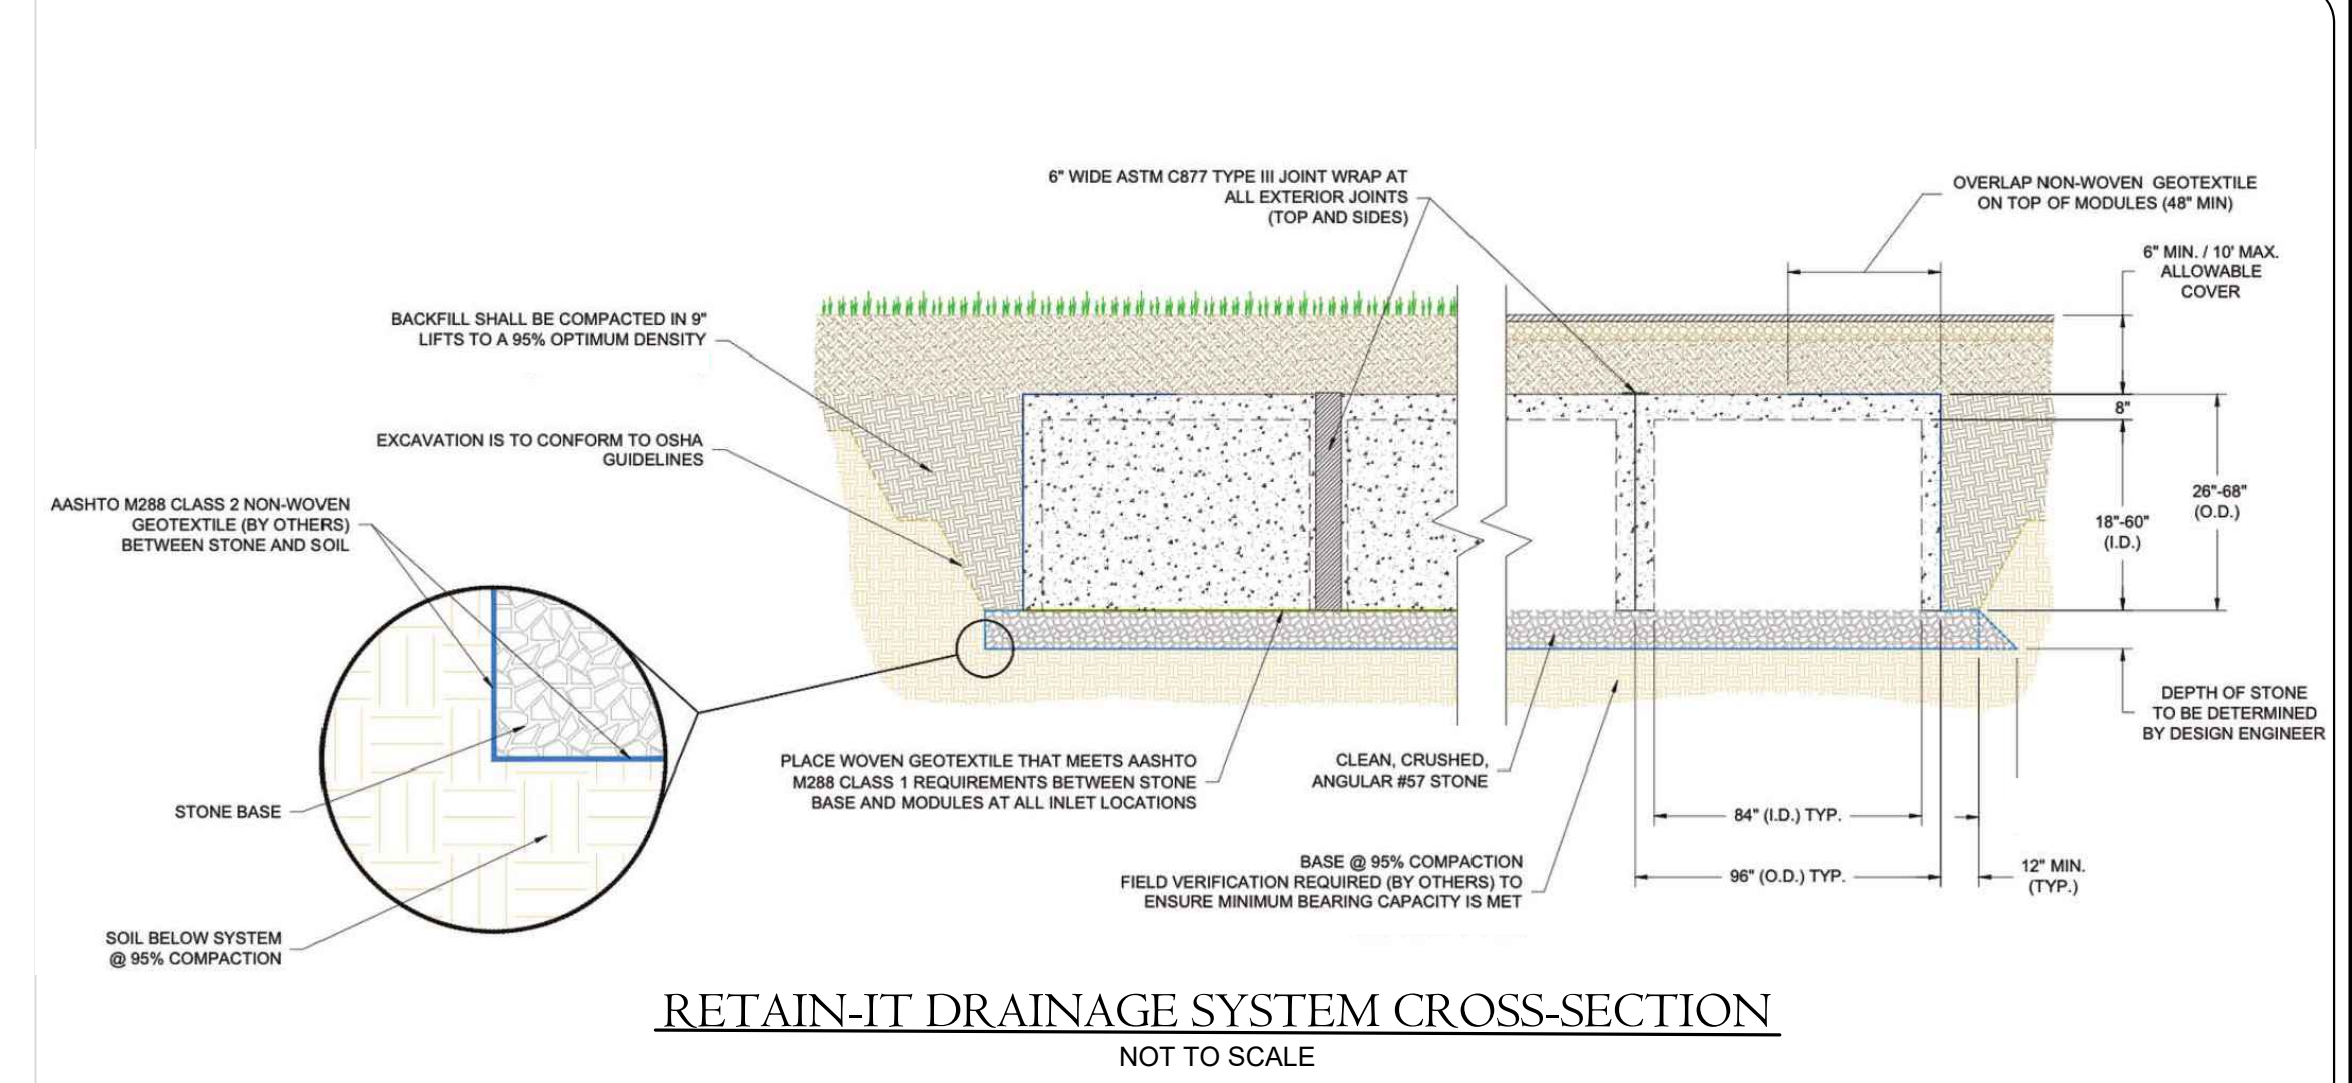 6" WIDE ASTM C877 TYPE III JOINT WRAP AT
ALL EXTERIOR JOINTS
(TOP AND SIDES)
OVERLAP NON-WOVEN GEOTEXTILE
ON TOP OF MODULES (48" MIN)
6" MIN. / 10' MAX.
ALLOWABLE
COVER
BACKFILL SHALL BE COMPACTED IN 9"
LIFTS TO A 95% OPTIMUM DENSITY
8"
EXCAVATION IS TO CONFORM TO OSHA
GUIDELINES
AASHTO M288 CLASS 2 NON-WOVEN
GEOTEXTILE (BY OTHERS)
BETWEEN STONE AND SOIL
26"-68"
(O.D.)
18"-60"
(I.D.)
DEPTH OF STONE
TO BE DETERMINED
BY DESIGN ENGINEER
PLACE WOVEN GEOTEXTILE THAT MEETS AASHTO
M288 CLASS 1 REQUIREMENTS BETWEEN STONE
BASE AND MODULES AT ALL INLET LOCATIONS
CLEAN, CRUSHED,
ANGULAR #57 STONE
STONE BASE
84" (I.D.) TYP.
BASE @ 95% COMPACTION
FIELD VERIFICATION REQUIRED (BY OTHERS) TO
ENSURE MINIMUM BEARING CAPACITY IS MET
96" (O.D.) TYP.
12" MIN.
(TYP.)
SOIL BELOW SYSTEM
@ 95% COMPACTION
RETAIN-IT DRAINAGE SYSTEM CROSS-SECTION
NOT TO SCALE